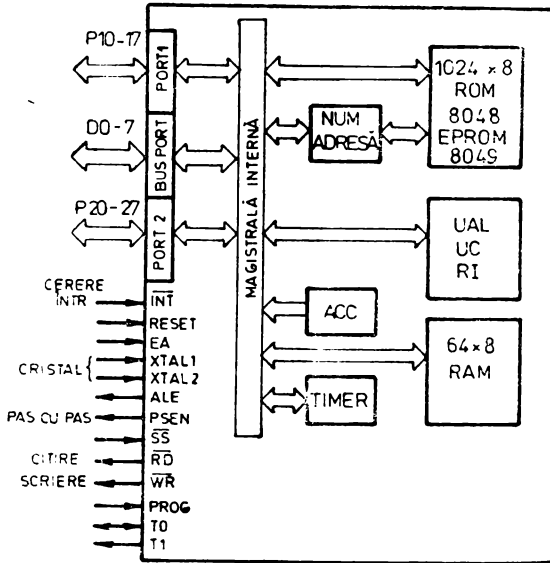 P10-17
PORT1
D0-7
BUS PORT
P20-27
PORT 2
MAGISTRALĂ INTERNĂ
1024 × 8
ROM
8048
EPROM
8049
NUM
ADRESĂ
UAL
UC
RI
ACC
64×8
RAM
TIMER
CERERE
ÎNTR
INT
RESET
EA
CRISTAL
XTAL1
XTAL2
ALE
PAS CU PAS
PSEN
SS
CITIRE
RD
SCRIERE
WR
PROG
T0
T1